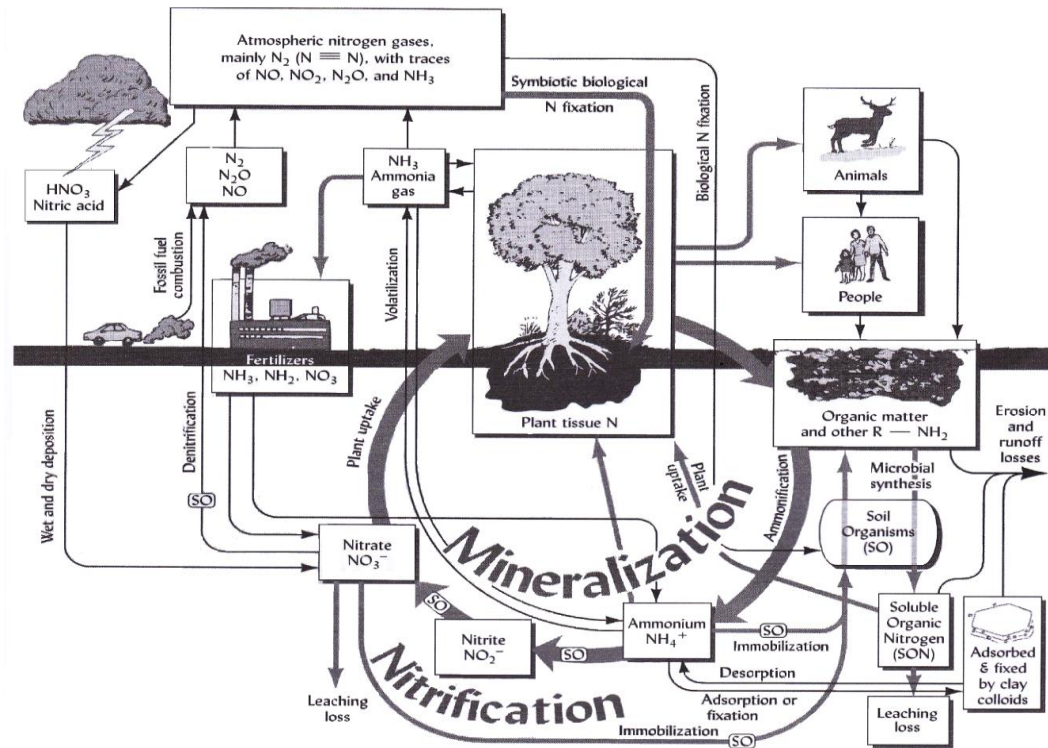 Atmospheric nitrogen gases,
mainly N₂ (N ≡ N), with traces
of NO, NO₂, N₂O, and NH₃
Symbiotic biological
N fixation
Biological N fixation
HNO₃
Nitric acid
N₂
N₂O
NO
NH₃
Ammonia
gas
Animals
People
Fossil fuel
combustion
Volatilization
Fertilizers
NH₃, NH₂, NO₃
Plant tissue N
Organic matter
and other R — NH₂
Erosion and
runoff
losses
Wet and dry deposition
Denitrification
SO
Plant uptake
Plant
uptake
Ammonification
Microbial
synthesis
Soil
Organisms
(SO)
Mineralization
Nitrate
NO₃⁻
SO
Nitrite
NO₂⁻
SO
Ammonium
NH₄⁺
SO
Immobilization
Soluble
Organic
Nitrogen
(SON)
Adsorbed
& fixed
by clay
colloids
Desorption
Adsorption or
fixation
Leaching
loss
Nitrification
Immobilization
SO
Leaching
loss